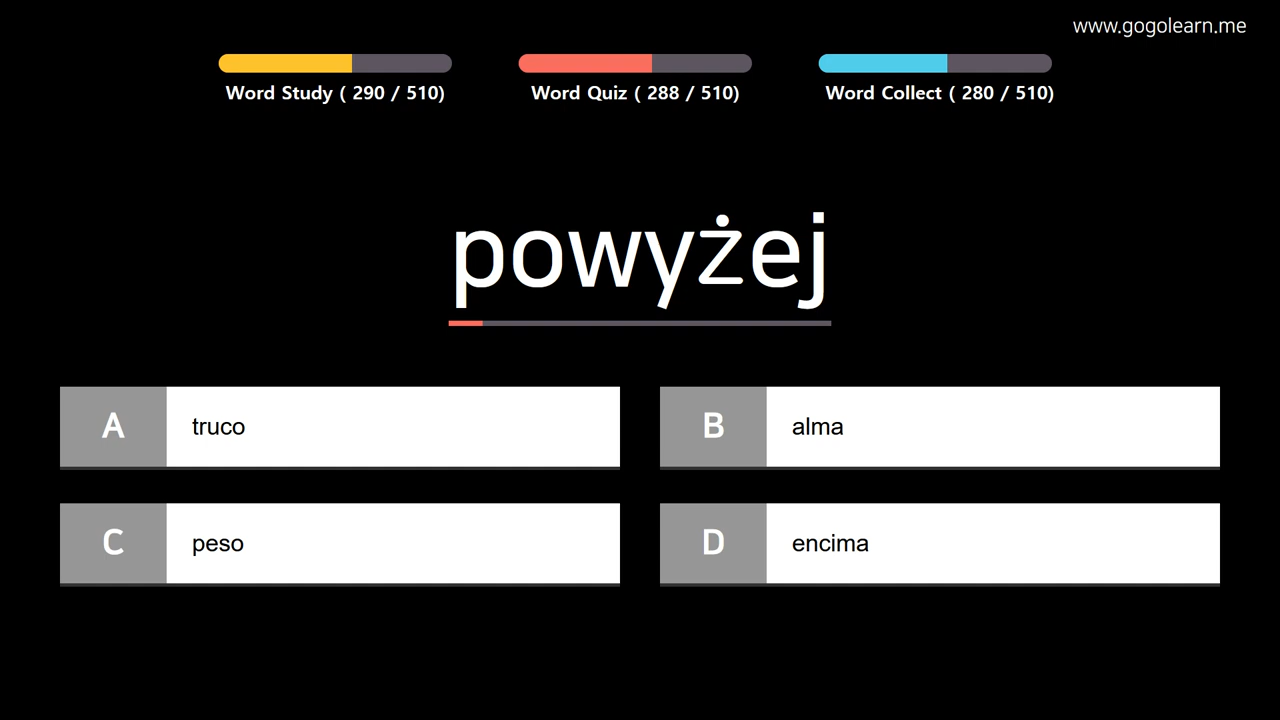 www.gogolearn.me
Word Study ( 290 / 510)
Word Quiz ( 288 / 510)
Word Collect ( 280 / 510)
powyżej
A truco
B alma
C peso
D encima